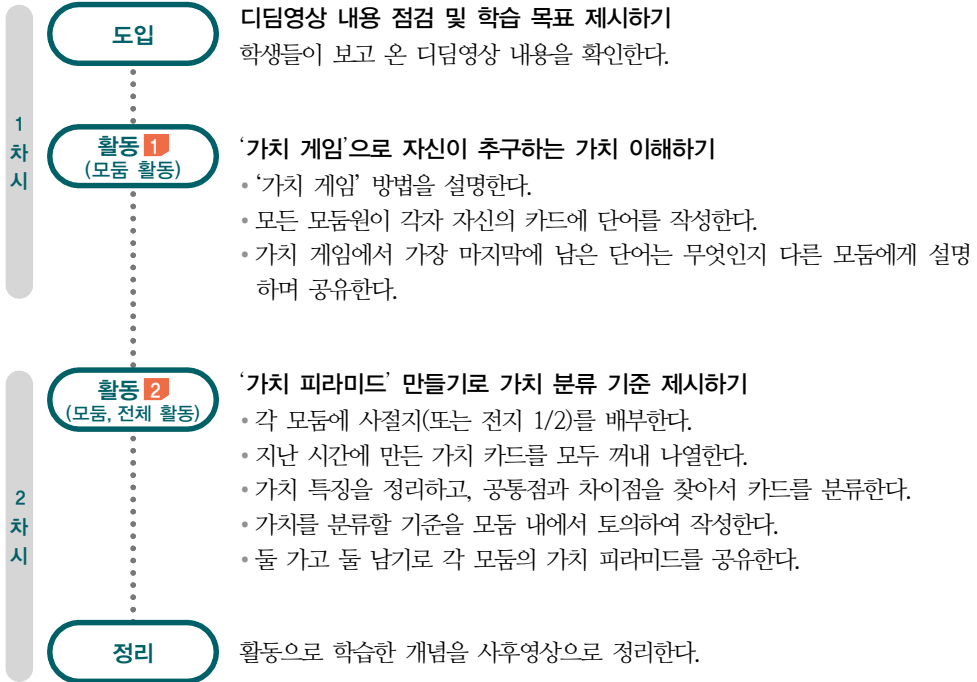 1
차
시
도입
디딤영상 내용 점검 및 학습 목표 제시하기
학생들이 보고 온 디딤영상 내용을 확인한다.
활동 1
(모둠 활동)
‘가치 게임’으로 자신이 추구하는 가치 이해하기
• ‘가치 게임’ 방법을 설명한다.
• 모든 모둠원이 각자 자신의 카드에 단어를 작성한다.
• 가치 게임에서 가장 마지막에 남은 단어는 무엇인지 다른 모둠에게 설명
하며 공유한다.
2
차
시
활동 2
(모둠, 전체 활동)
‘가치 피라미드’ 만들기로 가치 분류 기준 제시하기
• 각 모둠에 사절지(또는 전지 1/2)를 배부한다.
• 지난 시간에 만든 가치 카드를 모두 꺼내 나열한다.
• 가치 특징을 정리하고, 공통점과 차이점을 찾아서 카드를 분류한다.
• 가치를 분류할 기준을 모둠 내에서 토의하여 작성한다.
• 둘 가고 둘 남기로 각 모둠의 가치 피라미드를 공유한다.
정리
활동으로 학습한 개념을 사후영상으로 정리한다.